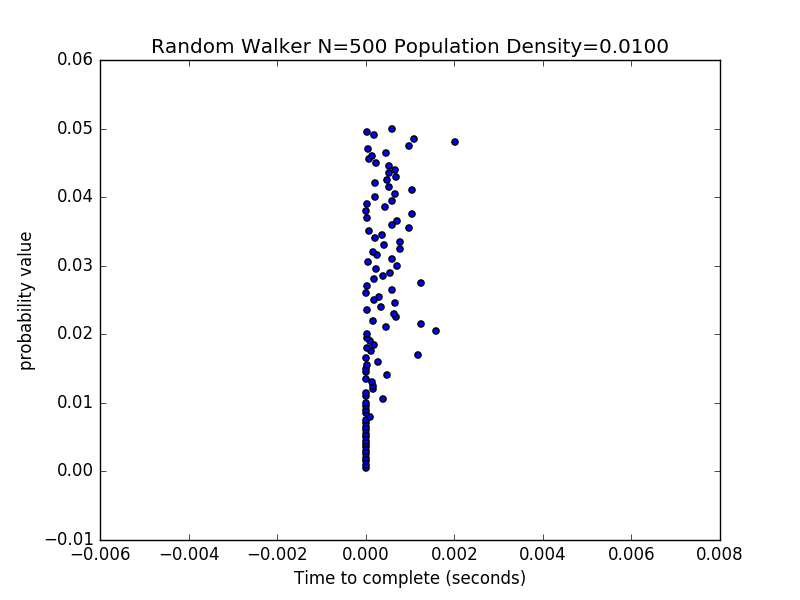 Random Walker N=500 Population Density=0.0100
0.06
0.05
0.04
0.03
0.02
0.01
0.00
−0.01
probability value
−0.006 −0.004 −0.002 0.000 0.002 0.004 0.006 0.008
Time to complete (seconds)